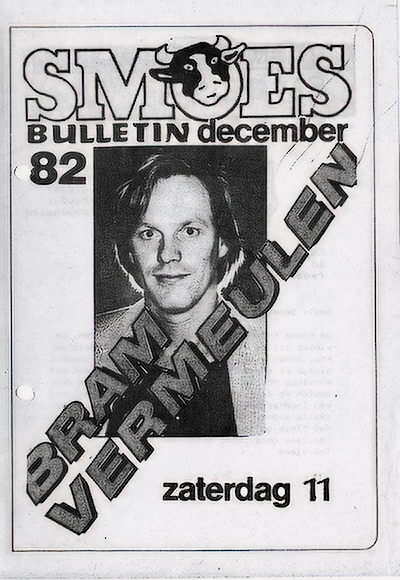 SMOES
BULLETIN december
82
BRAM
VERMEULEN
zaterdag 11